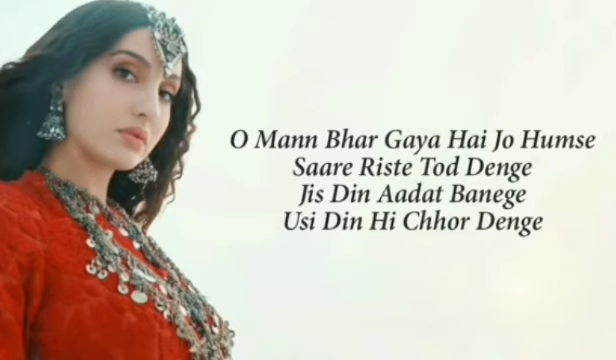 O Mann Bhar Gaya Hai Jo Humse
Saare Riste Tod Denge
Jis Din Aadat Banege
Usi Din Hi Chhor Denge